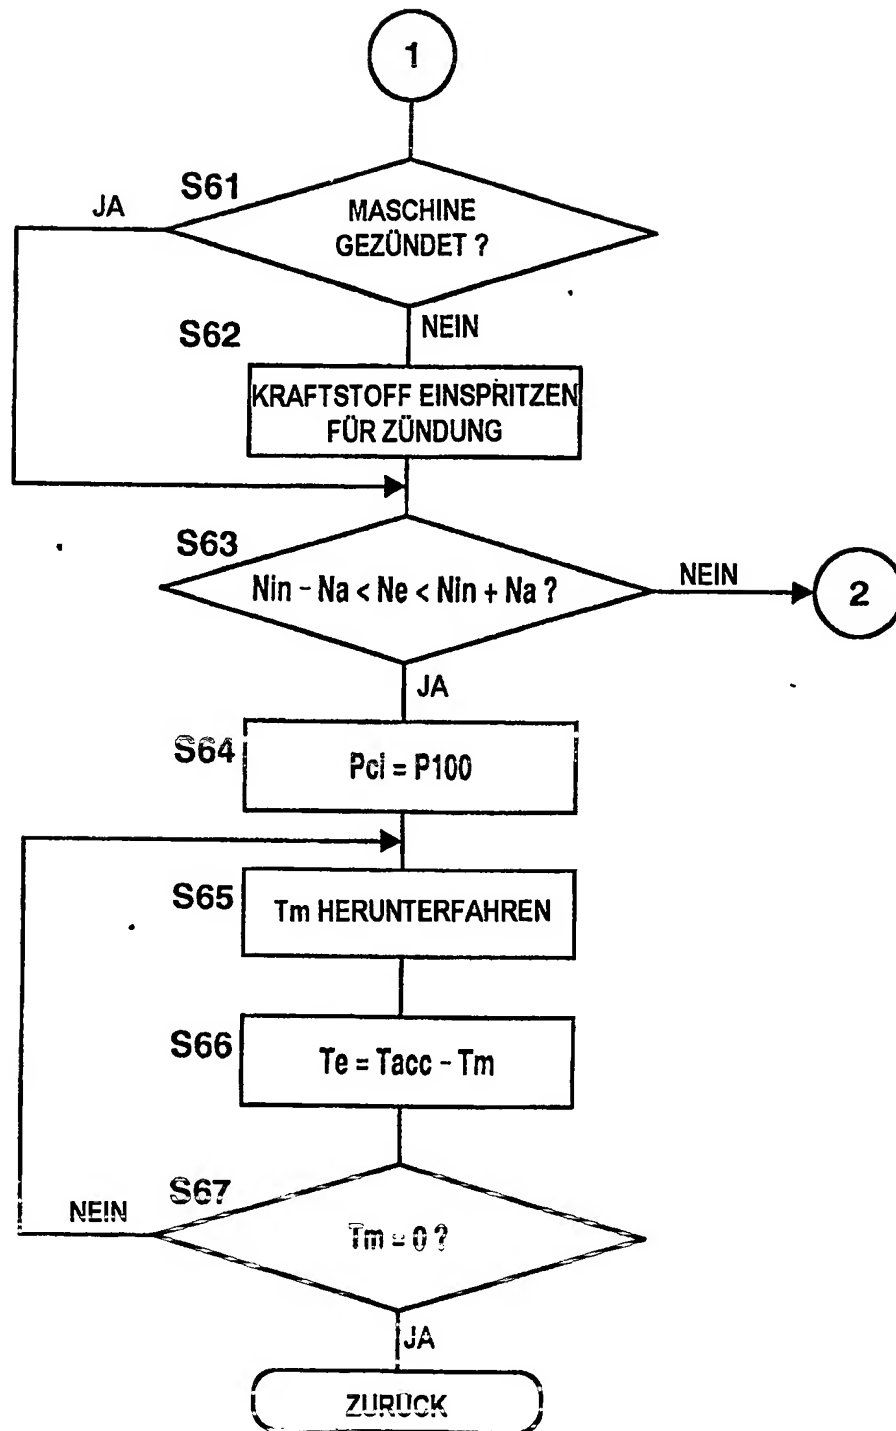 1
S61
JA
MASCHINE
GEZÜNDET ?
NEIN
S62
KRAFTSTOFF EINSPRITZEN
FÜR ZÜNDUNG
S63
Nin - Na < Ne < Nin + Na ?
NEIN
2
JA
S64
Pcl = P100
S65
Tm HERUNTERFAHREN
S66
Te = Tacc - Tm
S67
NEIN
Tm = 0 ?
JA
ZURÜCK